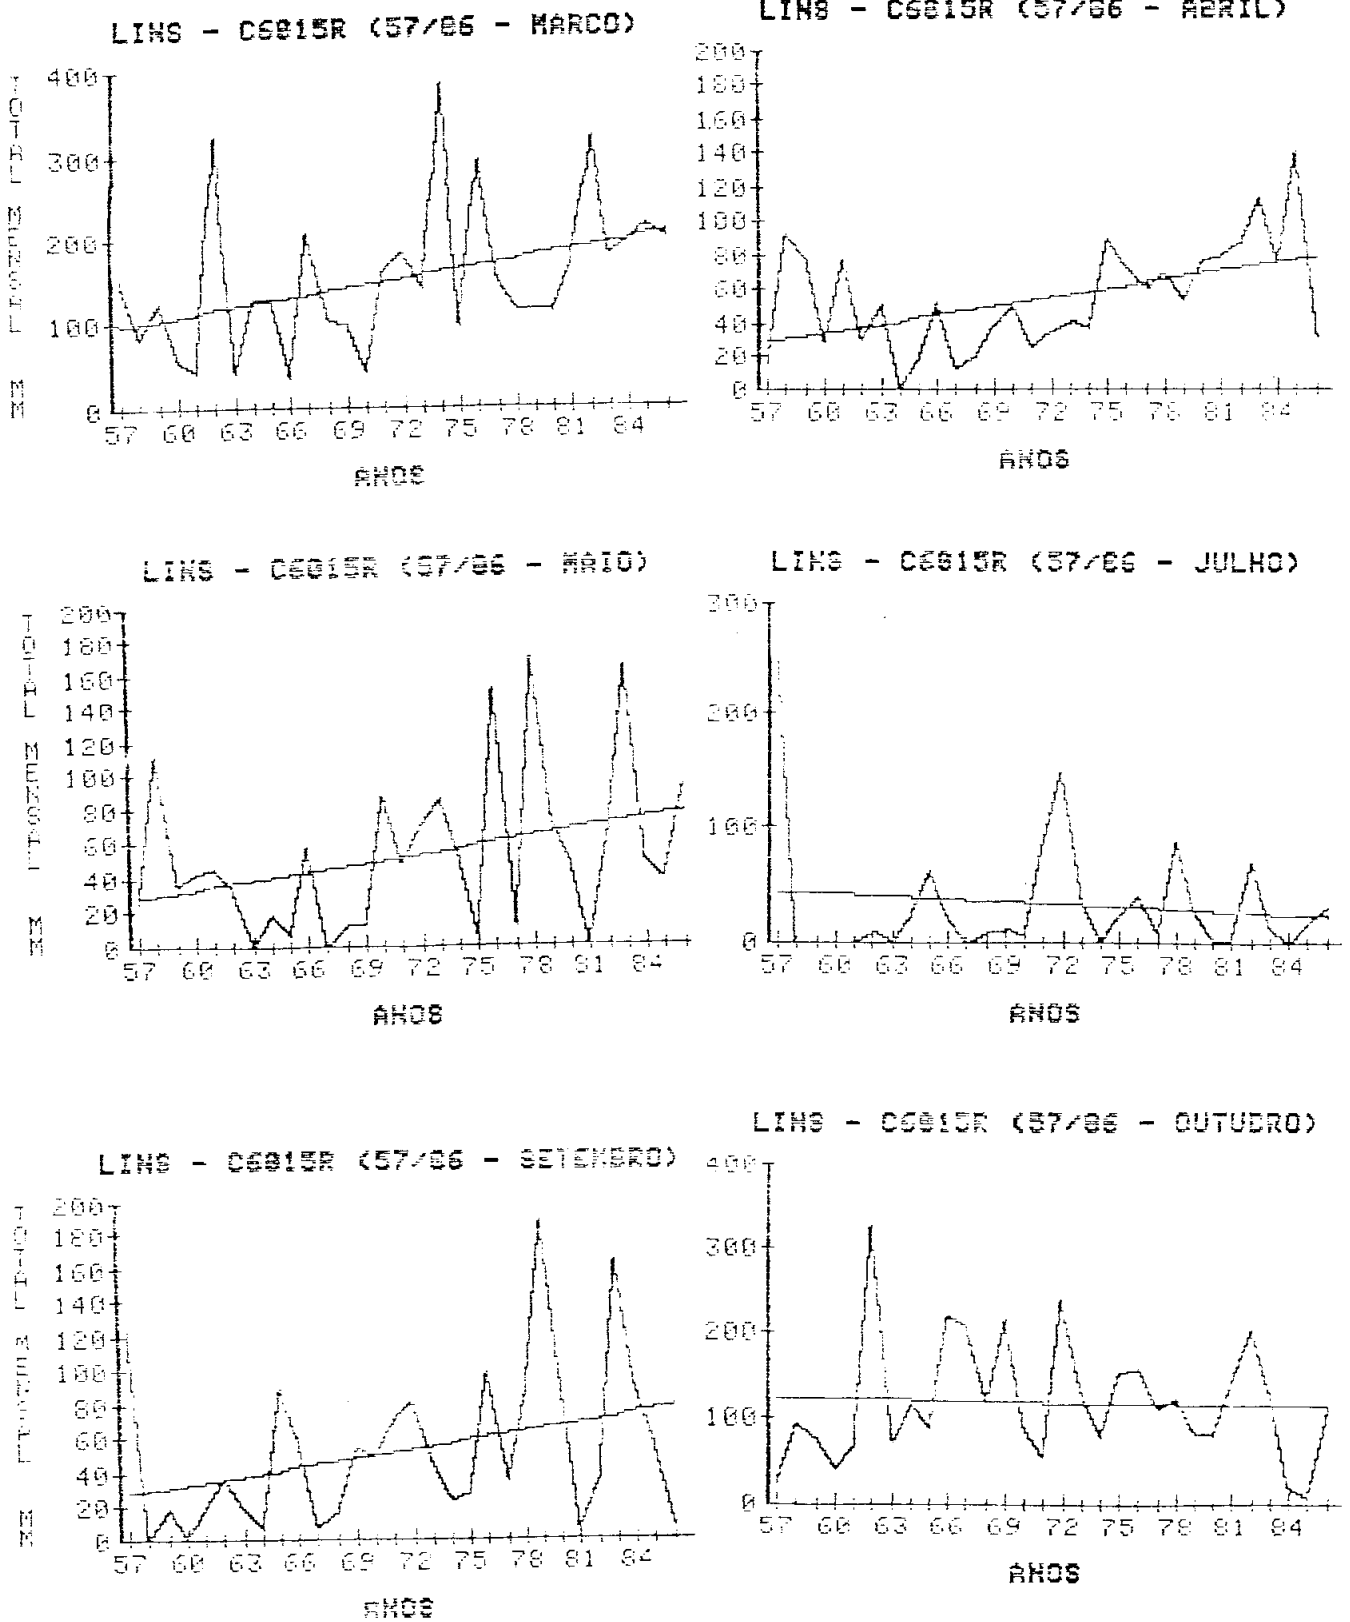 LINS - C6015R (57/86 - MARCO)
TOTAL MENSAL MM
400
300
200
100
0
57 60 63 66 69 72 75 78 81 84
ANOS
LINS - C6015R (57/86 - ABRIL)
200
180
160
140
120
100
80
60
40
20
0
57 60 63 66 69 72 75 78 81 84
ANOS
LINS - C6015R (57/86 - MAIO)
TOTAL MENSAL MM
200
180
160
140
120
100
80
60
40
20
0
57 60 63 66 69 72 75 78 81 84
ANOS
LINS - C6015R (57/86 - JULHO)
300
200
100
0
57 60 63 66 69 72 75 78 81 84
ANOS
LINS - C6015R (57/86 - SETEMBRO)
TOTAL MENSAL MM
200
180
160
140
120
100
80
60
40
20
0
57 60 63 66 69 72 75 78 81 84
ANOS
LINS - C6015R (57/86 - OUTUBRO)
400
300
200
100
0
57 60 63 66 69 72 75 78 81 84
ANOS